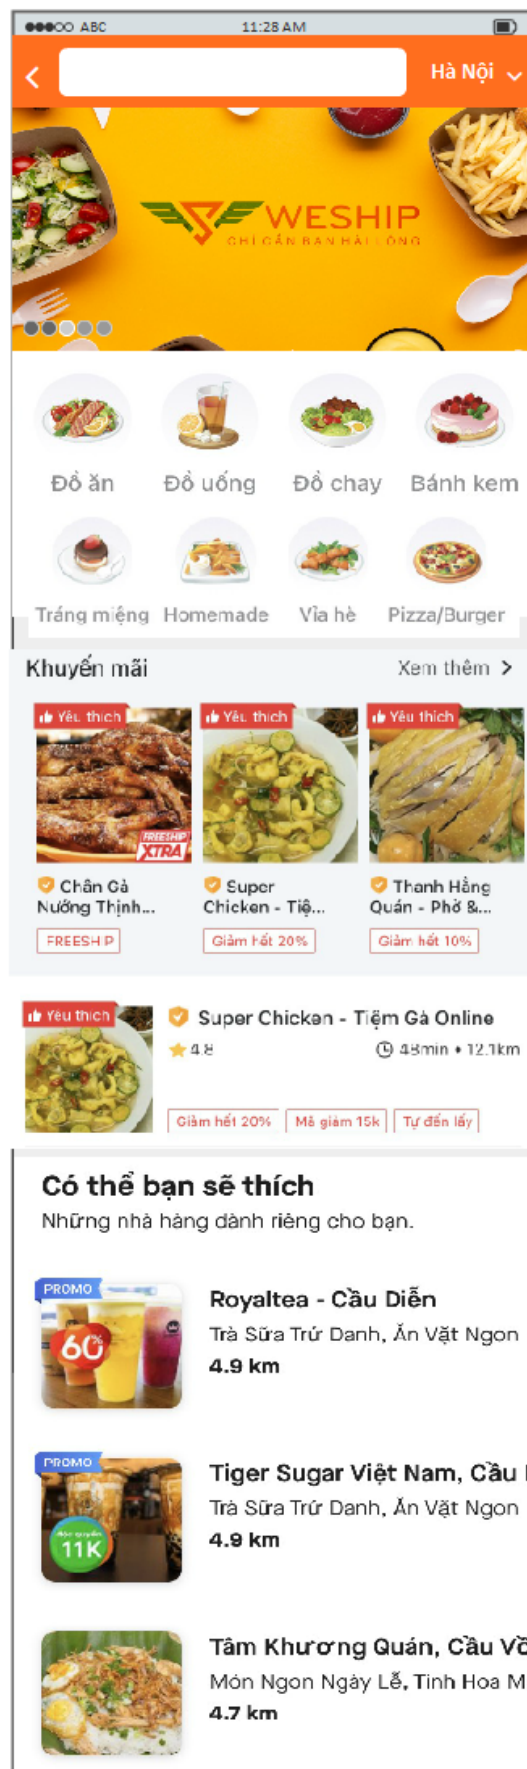 ABC 11:28 AM
Hà Nội
WESHIP
CHỈ CẦN BẠN HÀI LÒNG
Đồ ăn Đồ uống Đồ chay Bánh kem
Tráng miệng Homemade Vỉa hè Pizza/Burger
Khuyến mãi Xem thêm
Yêu thích Yêu thích Yêu thích
FREESHIP
XTRA
Chân Gà Super Thanh Hằng
Nướng Thịnh... Chicken - Tiệ... Quán - Phở &...
FREESHIP Giảm hết 20% Giảm hết 10%
Yêu thích Super Chicken - Tiệm Gà Online
4.8 48min • 12.1km
Giảm hết 20% Mã giảm 15k Tự đến lấy
Có thể bạn sẽ thích
Những nhà hàng dành riêng cho bạn.
PROMO
Royaltea - Cầu Diễn
60% Trà Sữa Trứ Danh, Ăn Vặt Ngon
4.9 km
PROMO
Tiger Sugar Việt Nam, Cầu
Trà Sữa Trứ Danh, Ăn Vặt Ngon
11K 4.9 km
Tâm Khương Quán, Cầu Vồ
Món Ngon Ngày Lễ, Tinh Hoa M
4.7 km